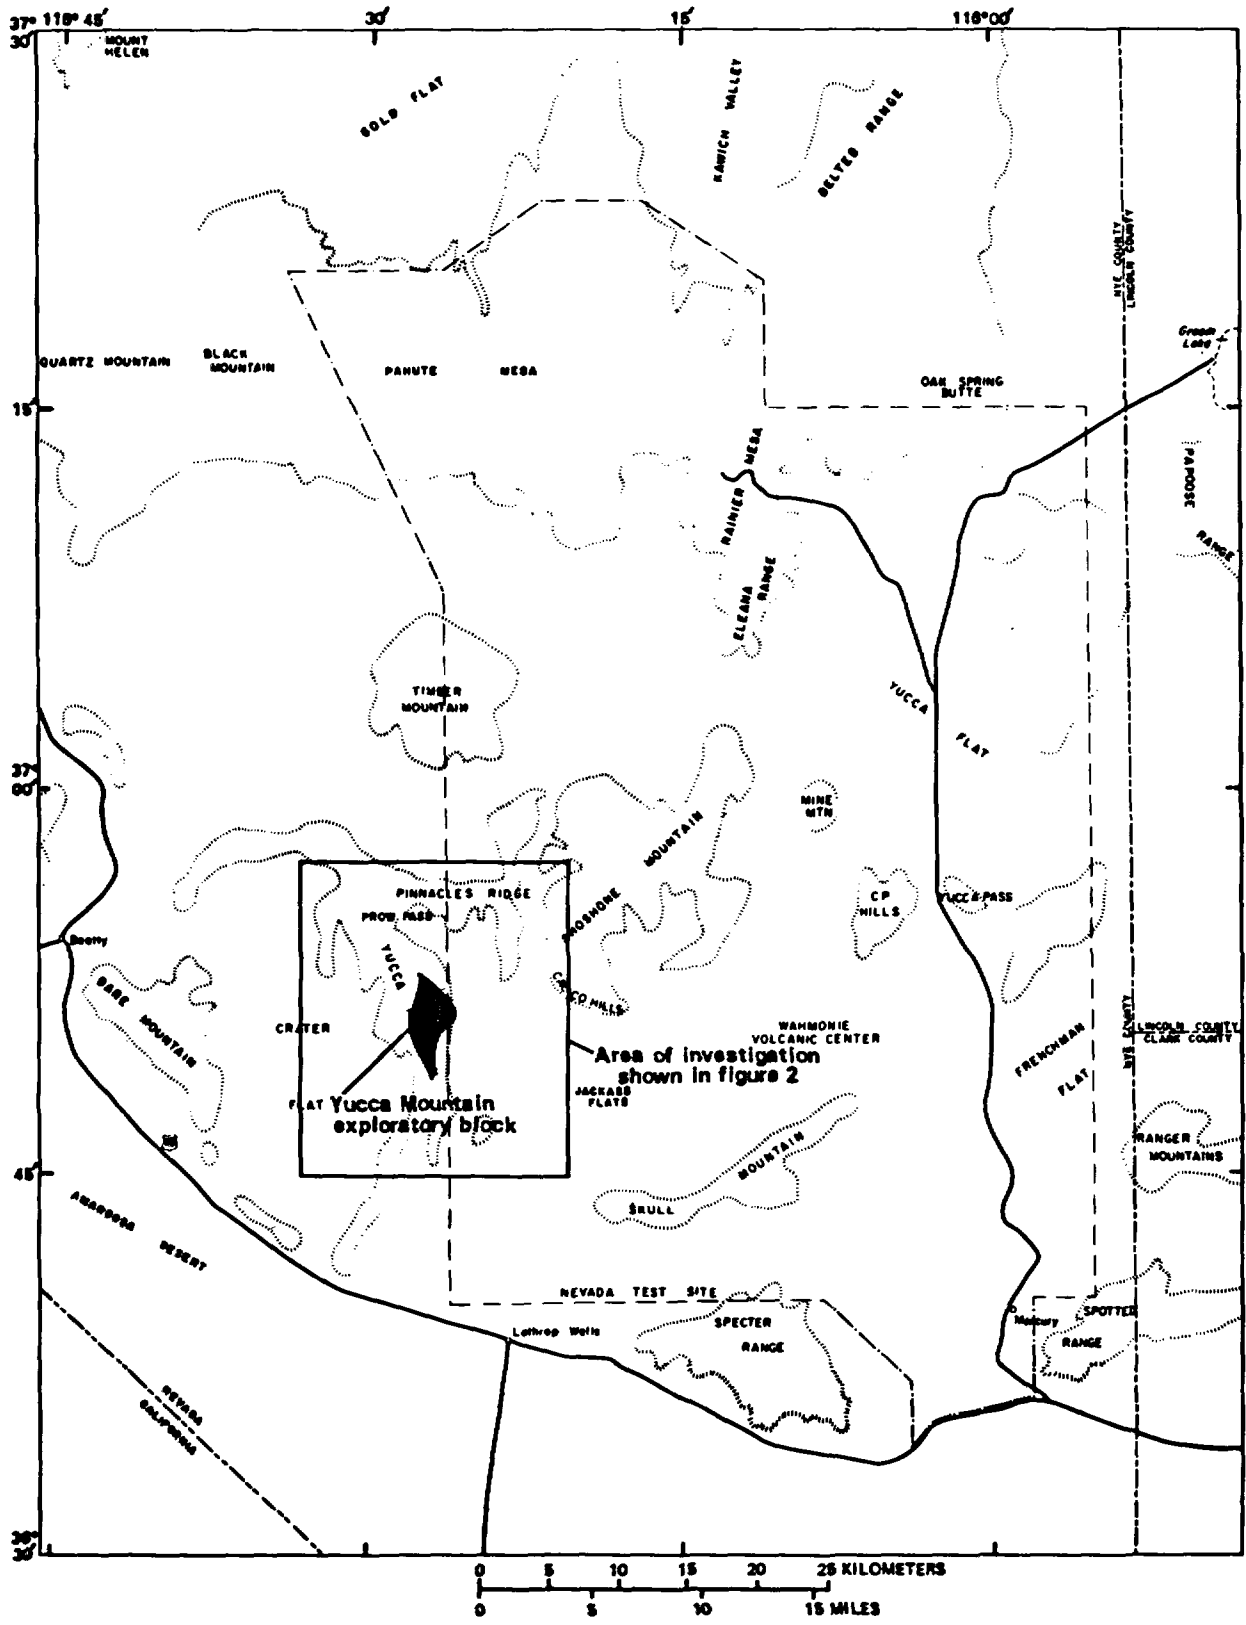 37° 116° 45′
30′
15′
116° 00′
30′
MOUNT
HELEN
GOLD FLAT
KAWICH VALLEY
BELTED RANGE
NYE COUNTY
LINCOLN COUNTY
Groom
Lake
QUARTZ MOUNTAIN
BLACK
MOUNTAIN
PAHUTE MESA
OAK SPRING
BUTTE
15′
RAINIER MESA
PAPOOSE
RANGE
ELEANA
RANGE
TIMBER
MOUNTAIN
YUCCA
FLAT
37°
00′
MINE
MTN
SHOSHONE MOUNTAIN
PINNACLES RIDGE
PROW PASS
CP
HILLS
YUCCA PASS
Beatty
YUCCA
BARE
MOUNTAIN
CALICO HILLS
CRATER
WAHMONIE
VOLCANIC CENTER
NYE COUNTY
LINCOLN COUNTY
CLARK COUNTY
FRENCHMAN
FLAT
Area of investigation
shown in figure 2
JACKASS
FLATS
FLAT
Yucca Mountain
exploratory block
RANGER
MOUNTAINS
45′
SKULL MOUNTAIN
AMARGOSA
DESERT
NEVADA TEST SITE
SPECTER
RANGE
Mercury
SPOTTED
RANGE
Lathrop Wells
NEVADA
CALIFORNIA
36°
30′
0 5 10 15 20 25 KILOMETERS
0 5 10 15 MILES